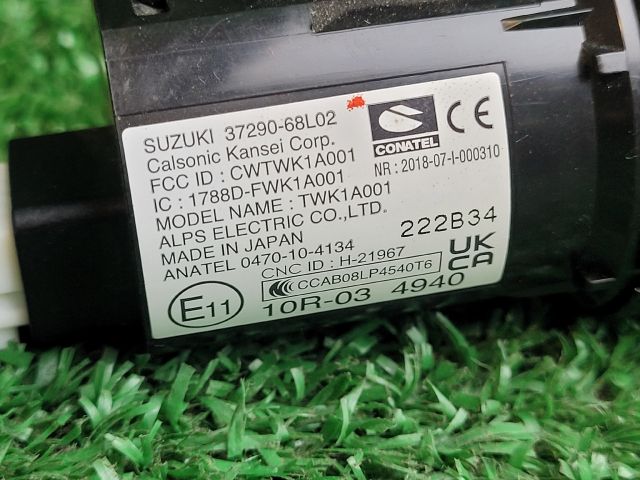 SUZUKI 37290-68L02
Calsonic Kansei Corp.
FCC ID : CWTWK1A001
IC : 1788D-FWK1A001
MODEL NAME : TWK1A001
ALPS ELECTRIC CO.,LTD.
MADE IN JAPAN
ANATEL 0470-10-4134
CONATEL
CE
NR : 2018-07-I-000310
222B34
CNC ID : H-21967
CCAB08LP4540T6
UK
CA
E11
10R-03 4940